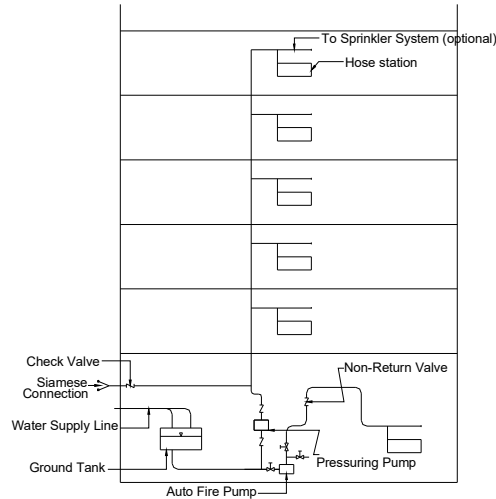 To Sprinkler System (optional)
Hose station
Check Valve
Siamese
Connection
Non-Return Valve
Water Supply Line
Pressuring Pump
Ground Tank
Auto Fire Pump